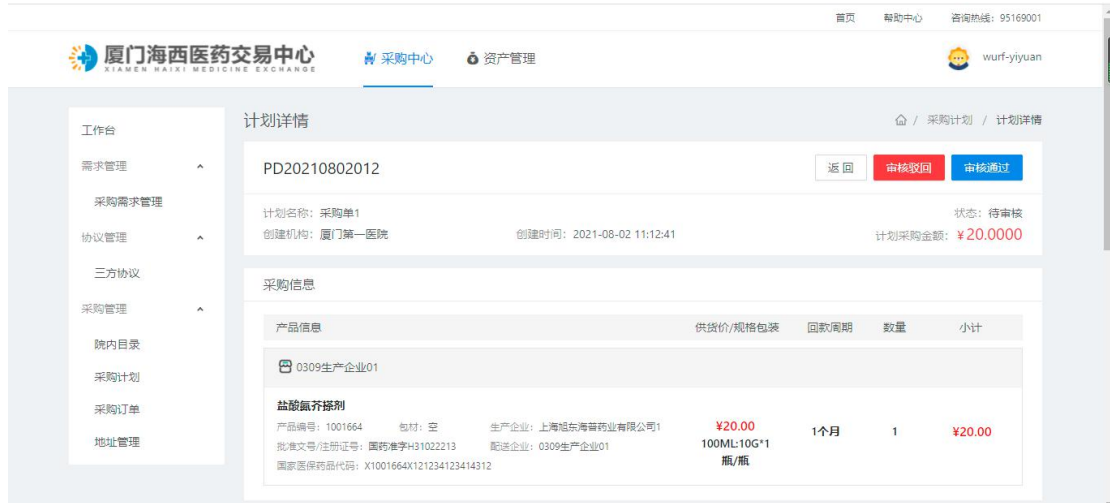 首页 帮助中心 咨询热线：95169001
厦门海西医药交易中心 采购中心 资产管理 wurf-yiyuan
XIAMEN HAIXI MEDICINE EXCHANGE
工作台
需求管理
采购需求管理
协议管理
三方协议
采购管理
院内目录
采购计划
采购订单
地址管理
计划详情 / 采购计划 / 计划详情
PD20210802012 返回 审核驳回 审核通过
计划名称：采购单1 状态：待审核
创建机构：厦门第一医院 创建时间：2021-08-02 11:12:41 计划采购金额：¥20.0000
采购信息
产品信息 供货价/规格包装 回款周期 数量 小计
0309生产企业01
盐酸氮芥搽剂
产品编号：1001664 包材：空 生产企业：上海旭东海普药业有限公司1
批准文号/注册证号：国药准字H31022213 配送企业：0309生产企业01
国家医保药品代码：X1001664X121234123414312
¥20.00
100ML:10G*1
瓶/瓶
1个月 1 ¥20.00